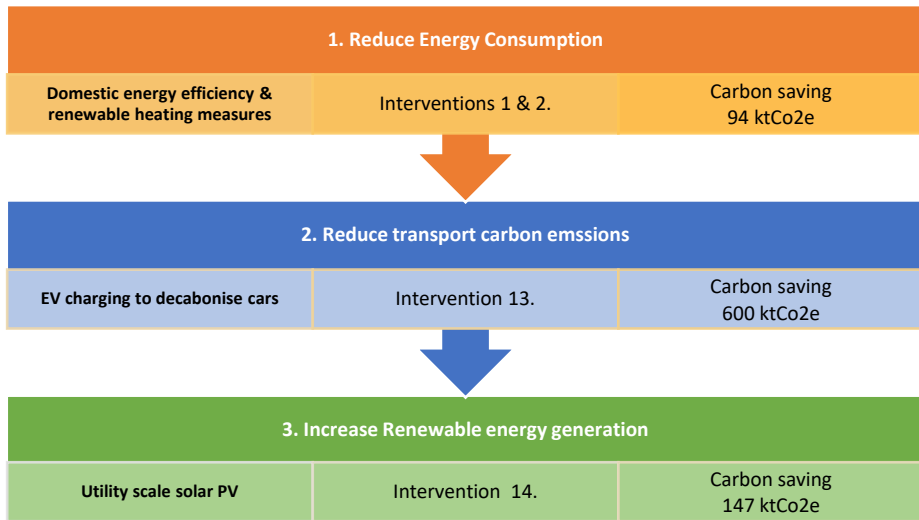 1. Reduce Energy Consumption
Domestic energy efficiency &
renewable heating measures
Interventions 1 & 2.
Carbon saving
94 ktCo2e
2. Reduce transport carbon emssions
EV charging to decabonise cars
Intervention 13.
Carbon saving
600 ktCo2e
3. Increase Renewable energy generation
Utility scale solar PV
Intervention 14.
Carbon saving
147 ktCo2e